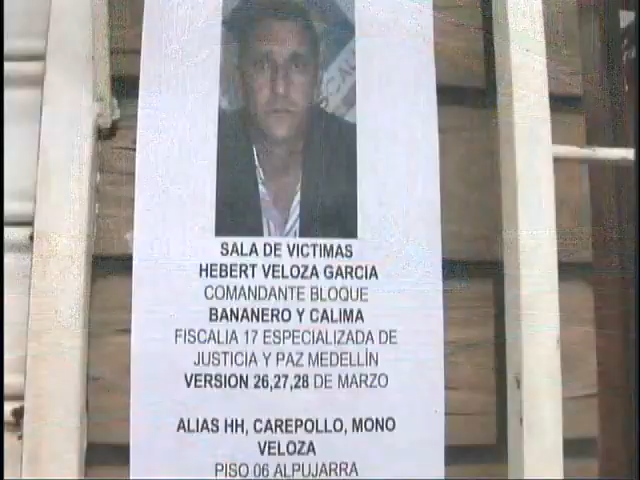 SALA DE VICTIMAS
HEBERT VELOZA GARCIA
COMANDANTE BLOQUE
BANANERO Y CALIMA
FISCALIA 17 ESPECIALIZADA DE
JUSTICIA Y PAZ MEDELLÍN
VERSION 26,27,28 DE MARZO
ALIAS HH, CAREPOLLO, MONO
VELOZA
PISO 06 ALPUJARRA